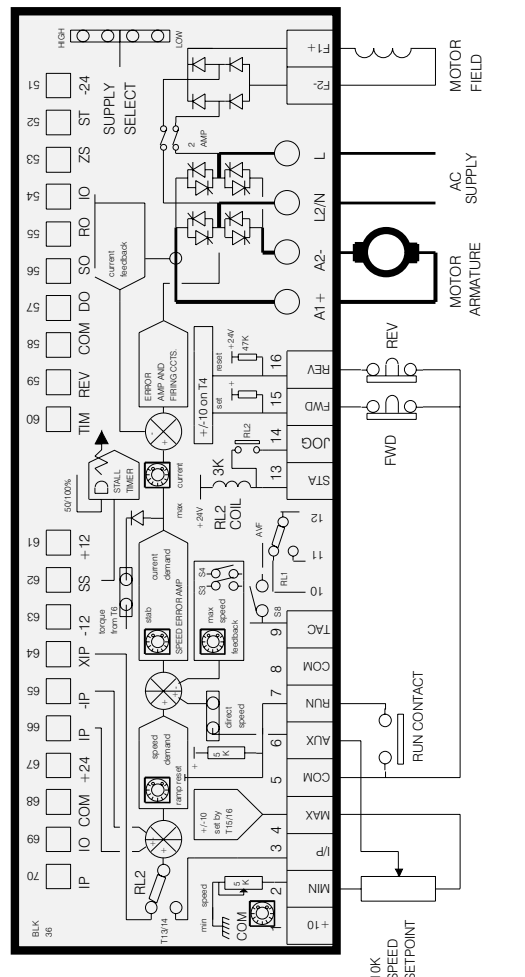 BLK
36
70
69
68
67
66
65
64
63
62
61
60
59
58
57
56
55
54
53
52
51
IP
IO
COM
+24
IP
-IP
XIP
-12
SS
+12
TIM
REV
COM
DO
SO
RO
IO
ZS
ST
-24
HIGH
LOW
SUPPLY
SELECT
torque
from T6
50/100%
STALL
TIMER
current
feedback
2
AMP
RL2
T13/14
speed
demand
ramp reset
stab
current
demand
SPEED ERROR AMP
max
current
ERROR
AMP AND
FIRING CCTS.
min speed
5
K
COM
+/-10
set by
T15/16
5
K
direct
speed
max
speed
feedback
S3
S4
S8
AVF
RL1
+24V
RL2
COIL
3K
RL2
+/-10 on T4
set
reset
+24V
47K
1
2
3
4
5
6
7
8
9
10
11
12
13
14
15
16
+10
MIN
I/P
MAX
COM
AUX
RUN
COM
TAC
STA
JOG
FWD
REV
A1+
A2-
L2/N
L
F2-
F1+
10K
SPEED
SETPOINT
RUN CONTACT
FWD
REV
MOTOR
ARMATURE
AC
SUPPLY
MOTOR
FIELD